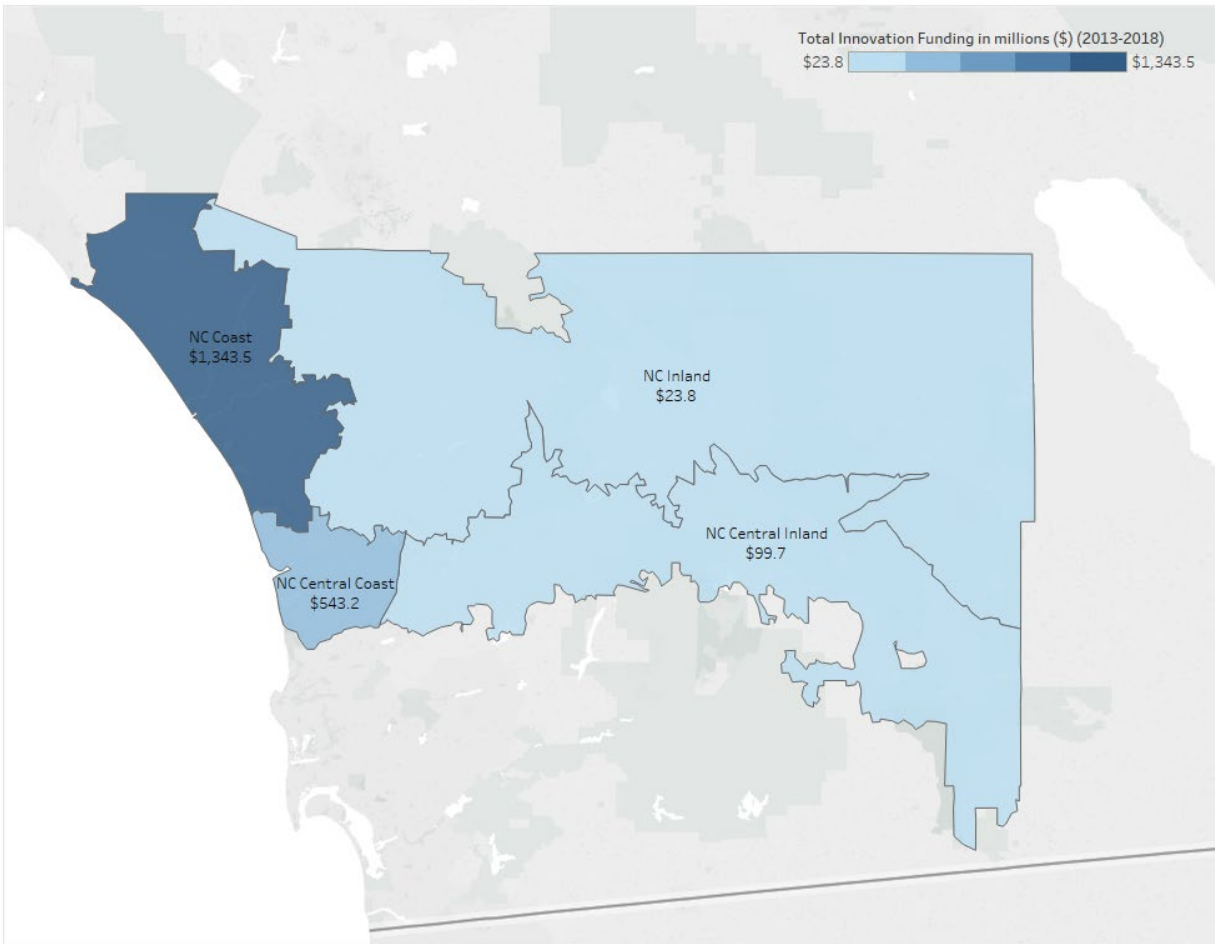 Total Innovation Funding in millions ($) (2013-2018)
$23.8 $1,343.5
NC Coast
$1,343.5
NC Inland
$23.8
NC Central Inland
$99.7
NC Central Coast
$543.2